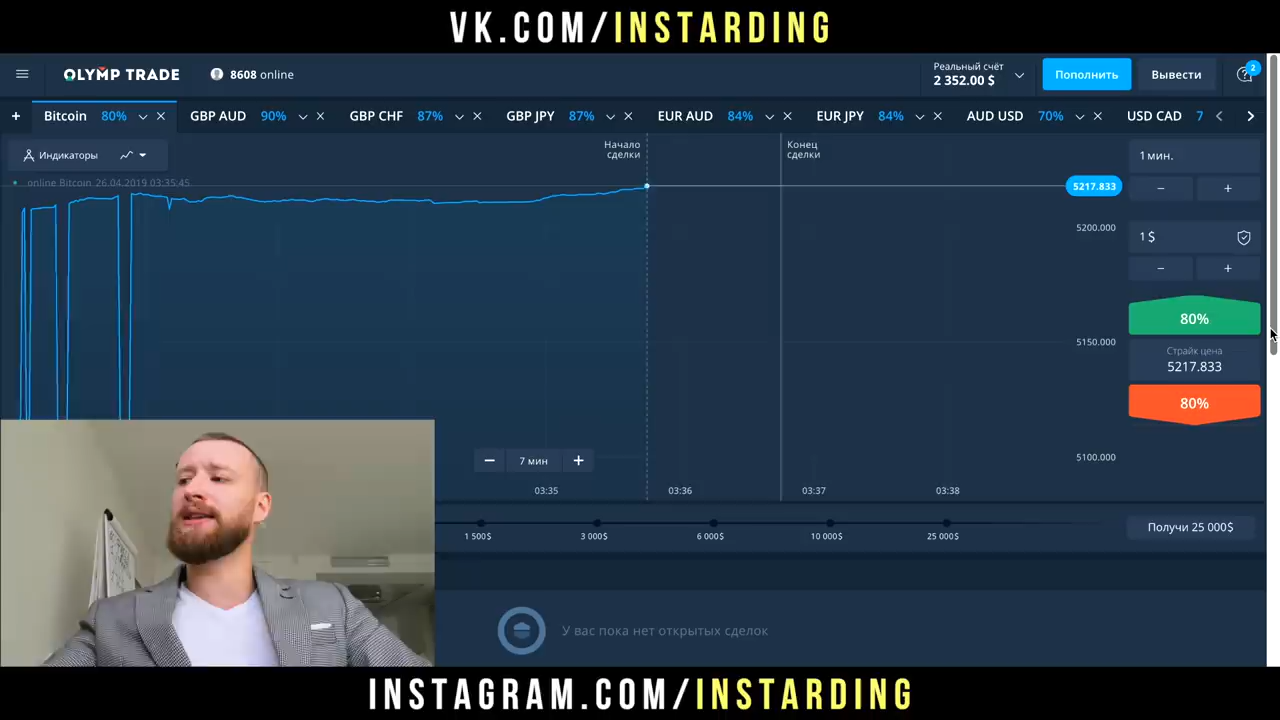 VK.COM/INSTARDING
OLYMP TRADE
8608 online
Реальный счёт
2 352.00 $
Пополнить
Вывести
2
Bitcoin 80%
GBP AUD 90%
GBP CHF 87%
GBP JPY 87%
EUR AUD 84%
EUR JPY 84%
AUD USD 70%
USD CAD 7
Индикаторы
Начало
сделки
Конец
сделки
1 мин.
online Bitcoin 26.04.2019 03:35:45
5217.833
5200.000
1 $
80%
5150.000
Страйк цена
5217.833
80%
5100.000
7 мин
03:35
03:36
03:37
03:38
1 500$
3 000$
6 000$
10 000$
25 000$
Получи 25 000$
У вас пока нет открытых сделок
INSTAGRAM.COM/INSTARDING